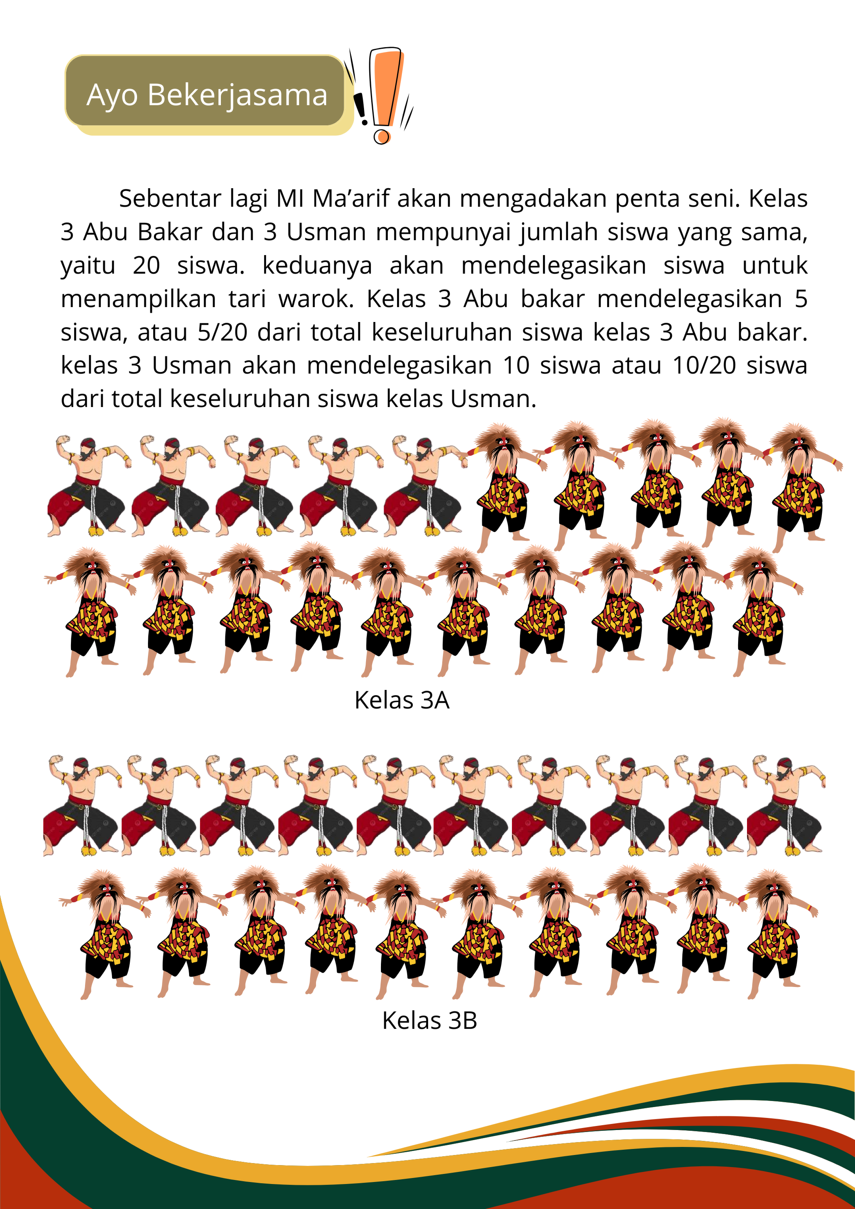 Ayo Bekerjasama
Sebentar lagi MI Ma’arif akan mengadakan penta seni. Kelas
3 Abu Bakar dan 3 Usman mempunyai jumlah siswa yang sama,
yaitu 20 siswa. keduanya akan mendelegasikan siswa untuk
menampilkan tari warok. Kelas 3 Abu bakar mendelegasikan 5
siswa, atau 5/20 dari total keseluruhan siswa kelas 3 Abu bakar.
kelas 3 Usman akan mendelegasikan 10 siswa atau 10/20 siswa
dari total keseluruhan siswa kelas Usman.
Kelas 3A
Kelas 3B